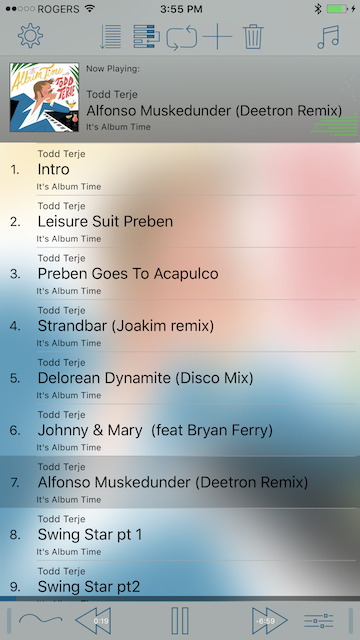 ROGERS 3:55 PM
Album Time
with
TODD
TERJE
Now Playing:
Todd Terje
Alfonso Muskedunder (Deetron Remix)
It's Album Time
Todd Terje
1. Intro
It's Album Time
Todd Terje
2. Leisure Suit Preben
It's Album Time
Todd Terje
3. Preben Goes To Acapulco
It's Album Time
Todd Terje
4. Strandbar (Joakim remix)
It's Album Time
Todd Terje
5. Delorean Dynamite (Disco Mix)
It's Album Time
Todd Terje
6. Johnny & Mary  (feat Bryan Ferry)
It's Album Time
Todd Terje
7. Alfonso Muskedunder (Deetron Remix)
It's Album Time
Todd Terje
8. Swing Star pt 1
It's Album Time
Todd Terje
9. Swing Star pt2
0:19 -6:59